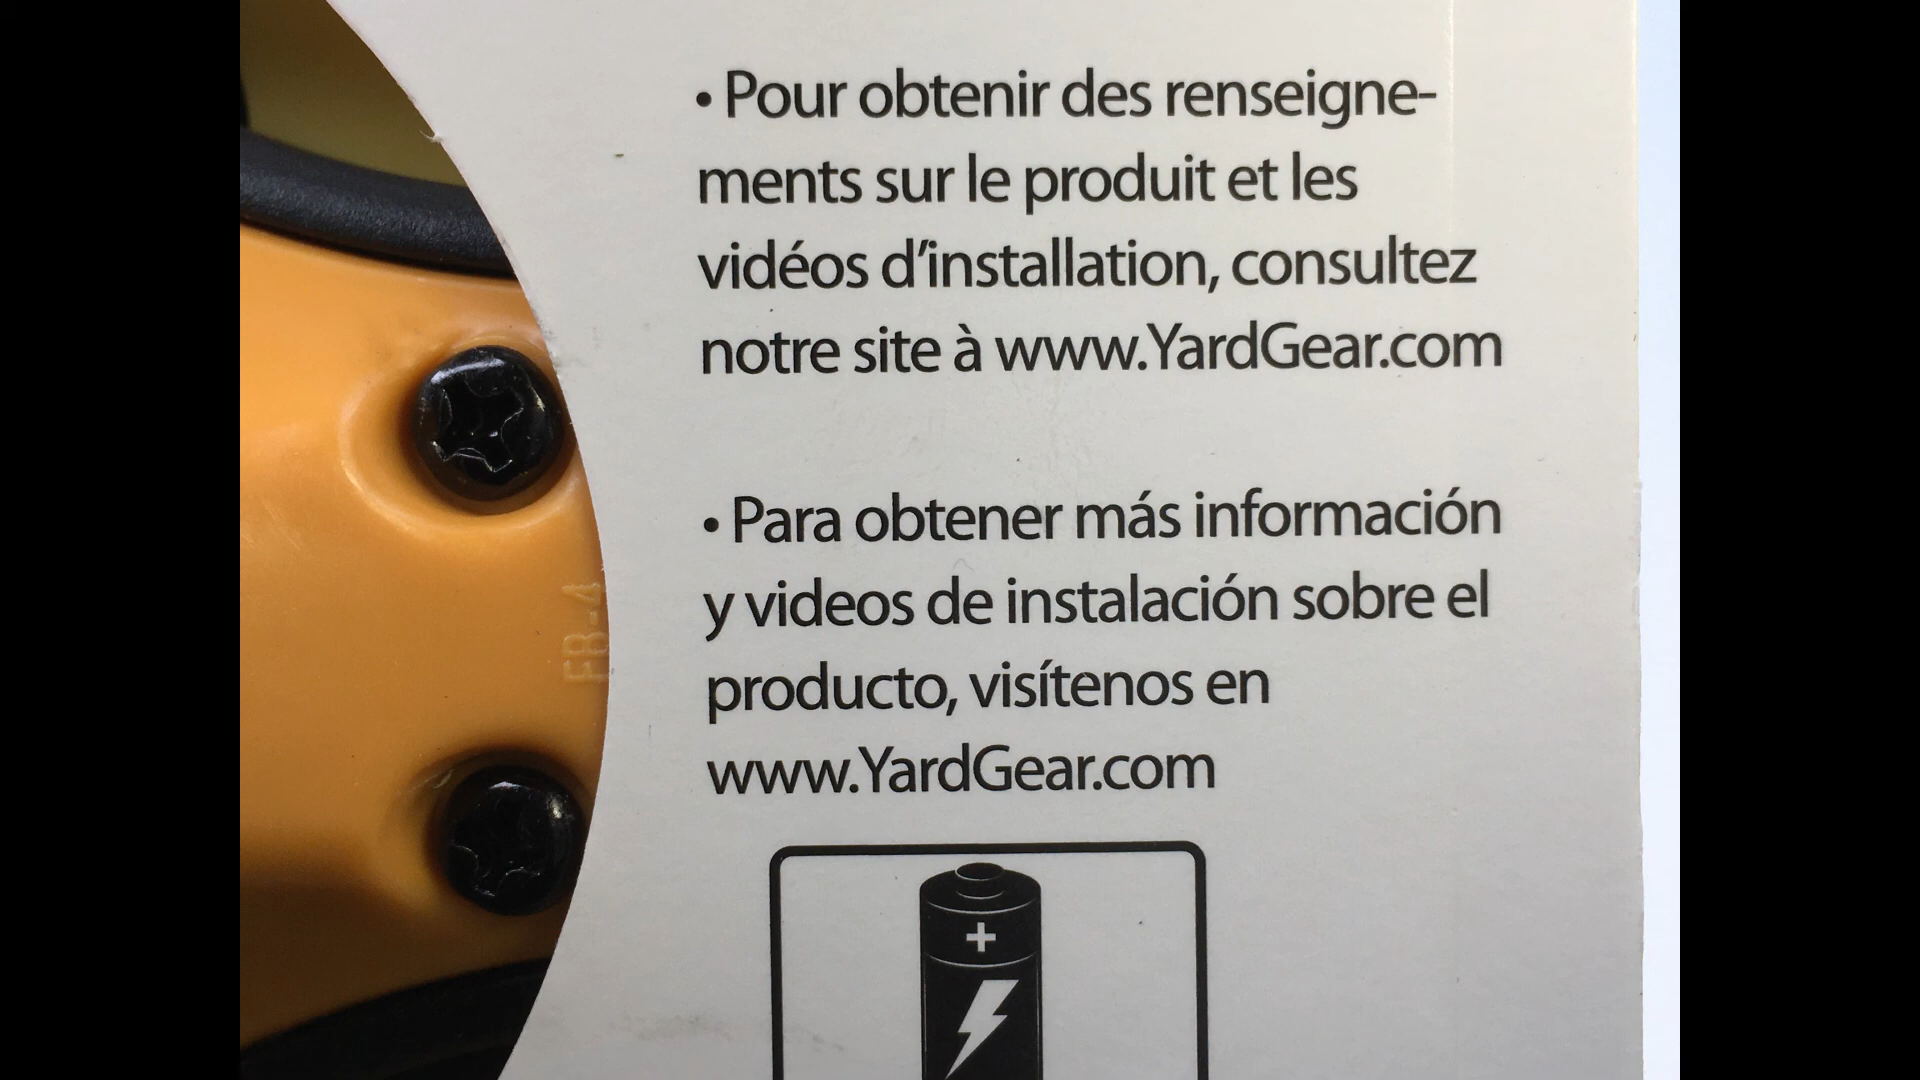 • Pour obtenir des renseigne-
ments sur le produit et les
vidéos d’installation, consultez
notre site à www.YardGear.com
• Para obtener más información
y videos de instalación sobre el
producto, visítenos en
www.YardGear.com
+
FB-4